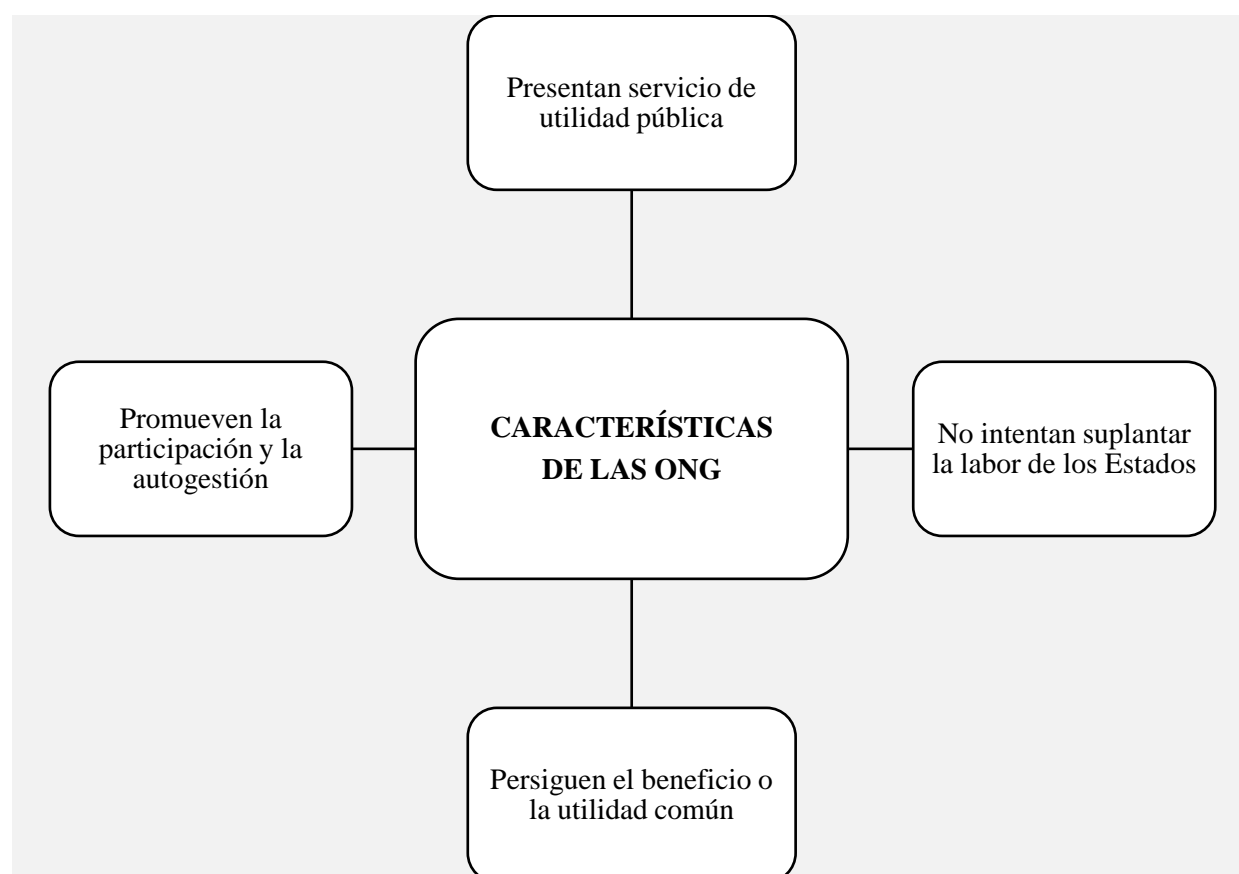 Presentan servicio de
utilidad pública
Promueven la
participación y la
autogestión
CARACTERÍSTICAS
DE LAS ONG
No intentan suplantar
la labor de los Estados
Persiguen el beneficio o
la utilidad común